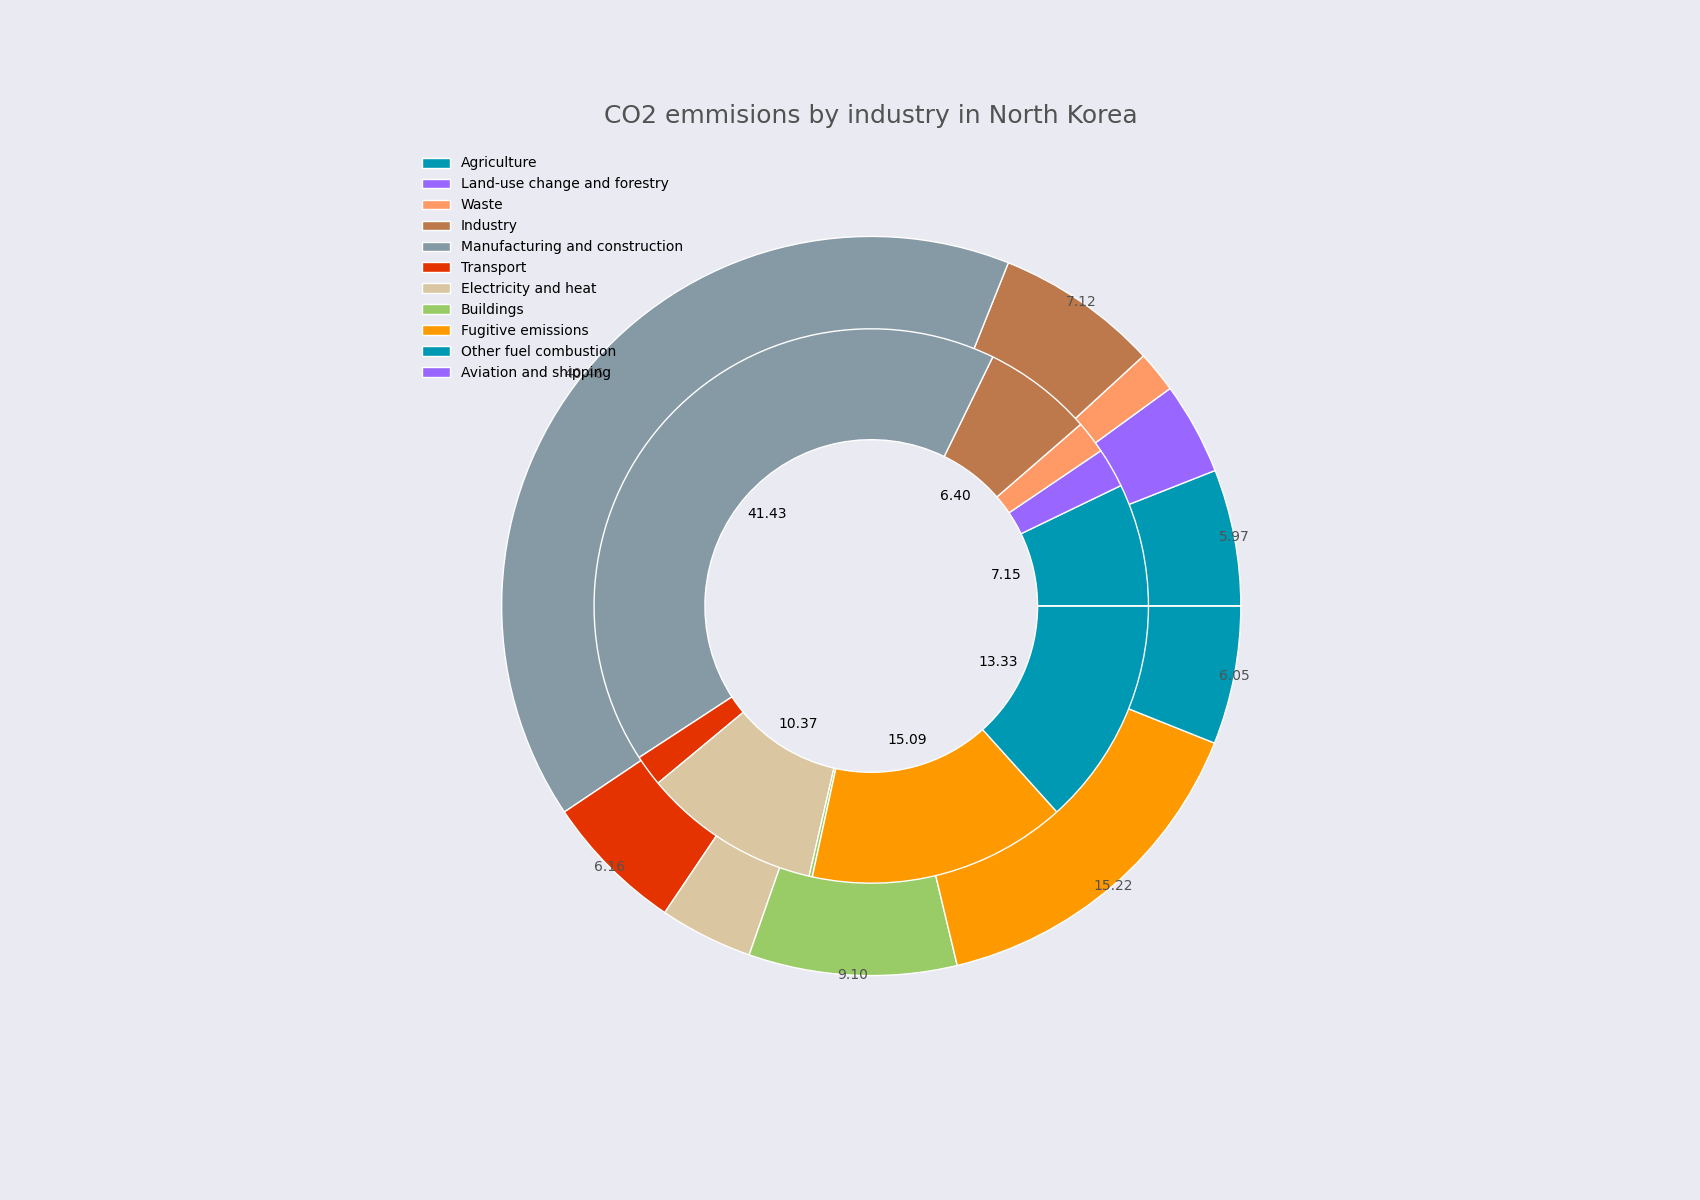 CO2 emmisions by industry in North Korea
Agriculture
Land-use change and forestry
Waste
Industry
Manufacturing and construction
Transport
Electricity and heat
Buildings
Fugitive emissions
Other fuel combustion
Aviation and shipping
7.12
6.40
41.43
5.97
7.15
13.33
6.05
10.37
15.09
6.16
15.22
9.10